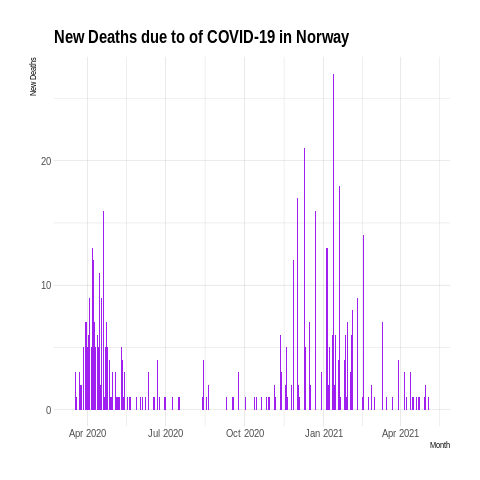 New Deaths due to of COVID-19 in Norway
New Deaths
20
10
0
Apr 2020 Jul 2020 Oct 2020 Jan 2021 Apr 2021
Month